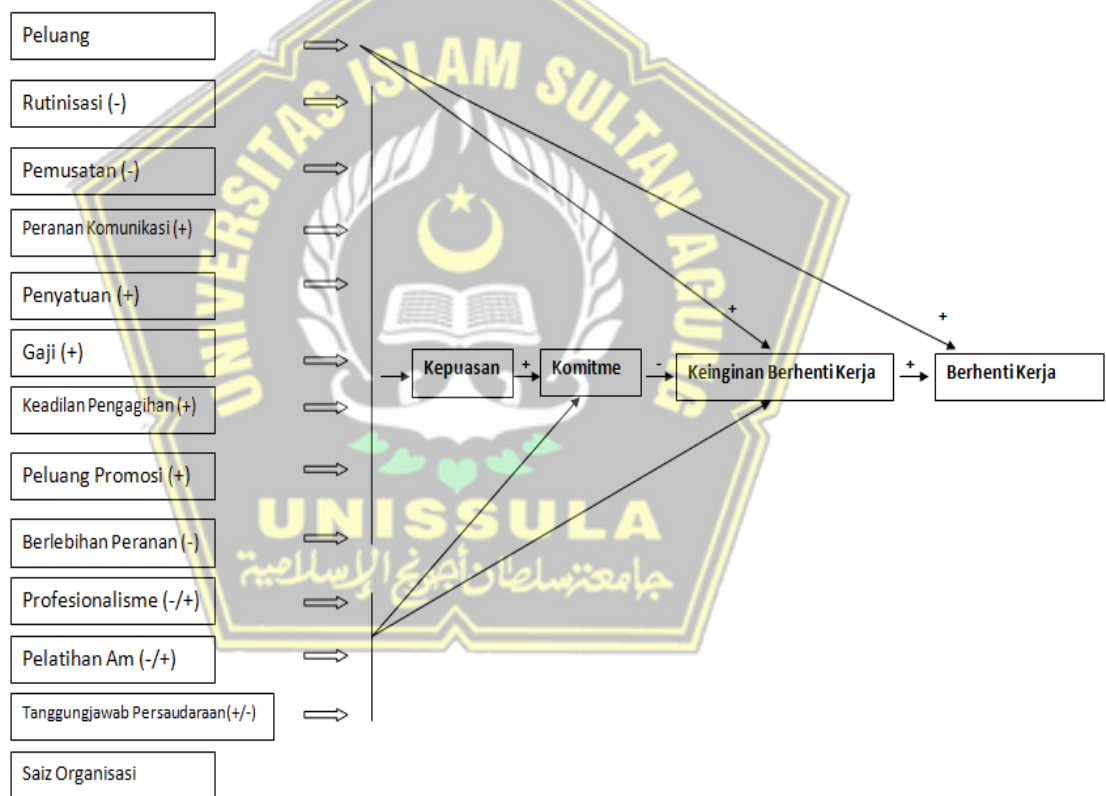 Peluang
Rutinisasi (-)
Pemusatan (-)
Peranan Komunikasi (+)
Penyatuan (+)
Gaji (+)
Keadilan Pengagihan (+)
Peluang Promosi (+)
Berlebihan Peranan (-)
Profesionalisme (-/+)
Pelatihan Am (-/+)
Tanggungjawab Persaudaraan(+/-)
Saiz Organisasi
Kepuasan
+
Komitme
-
+
Keinginan Berhenti Kerja
+
+
Berhenti Kerja
UNIVERSITAS ISLAM SULTAN AGUNG
UNISSULA
جامعة سلطان أجونج الإسلامية